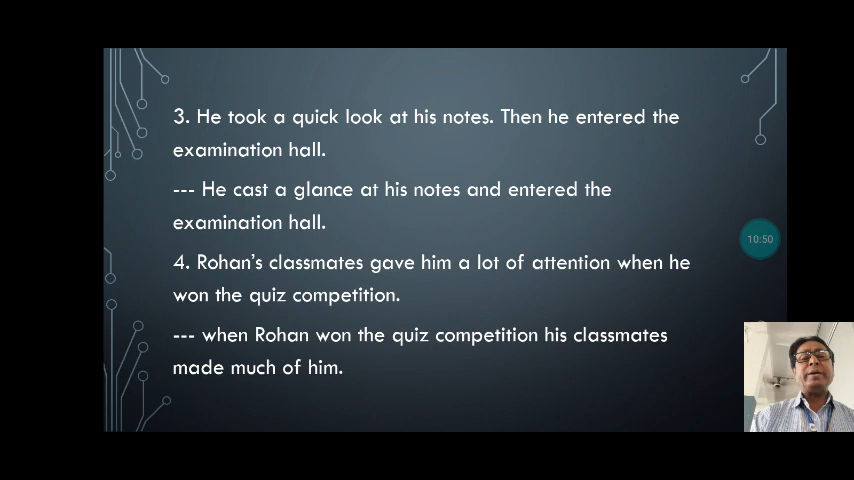 3. He took a quick look at his notes. Then he entered the
examination hall.
--- He cast a glance at his notes and entered the
examination hall.
4. Rohan’s classmates gave him a lot of attention when he
won the quiz competition.
--- when Rohan won the quiz competition his classmates
made much of him.
10:50